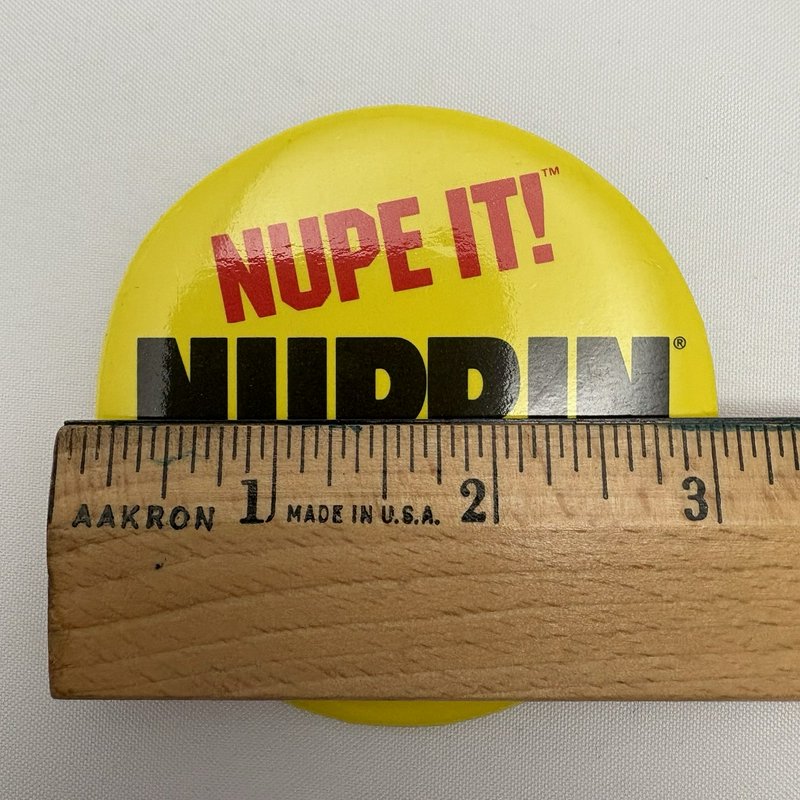 NUPE IT!™
NUPRIN®
1 2 3
AAKRON MADE IN U.S.A.